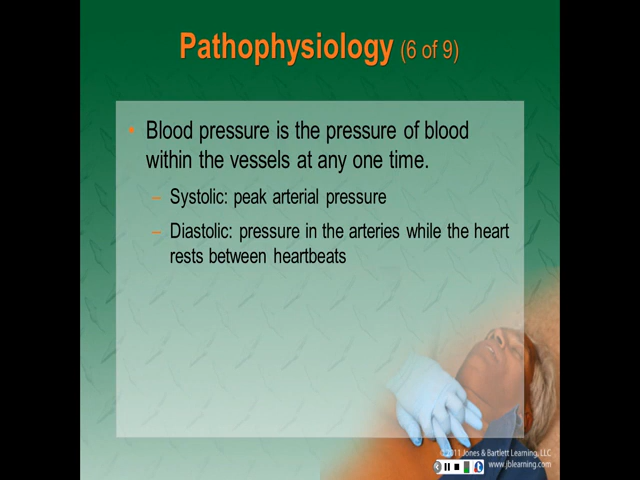 Pathophysiology (6 of 9)
• Blood pressure is the pressure of blood
within the vessels at any one time.
– Systolic: peak arterial pressure
– Diastolic: pressure in the arteries while the heart
rests between heartbeats
© 2011 Jones & Bartlett Learning, LLC
www.jblearning.com